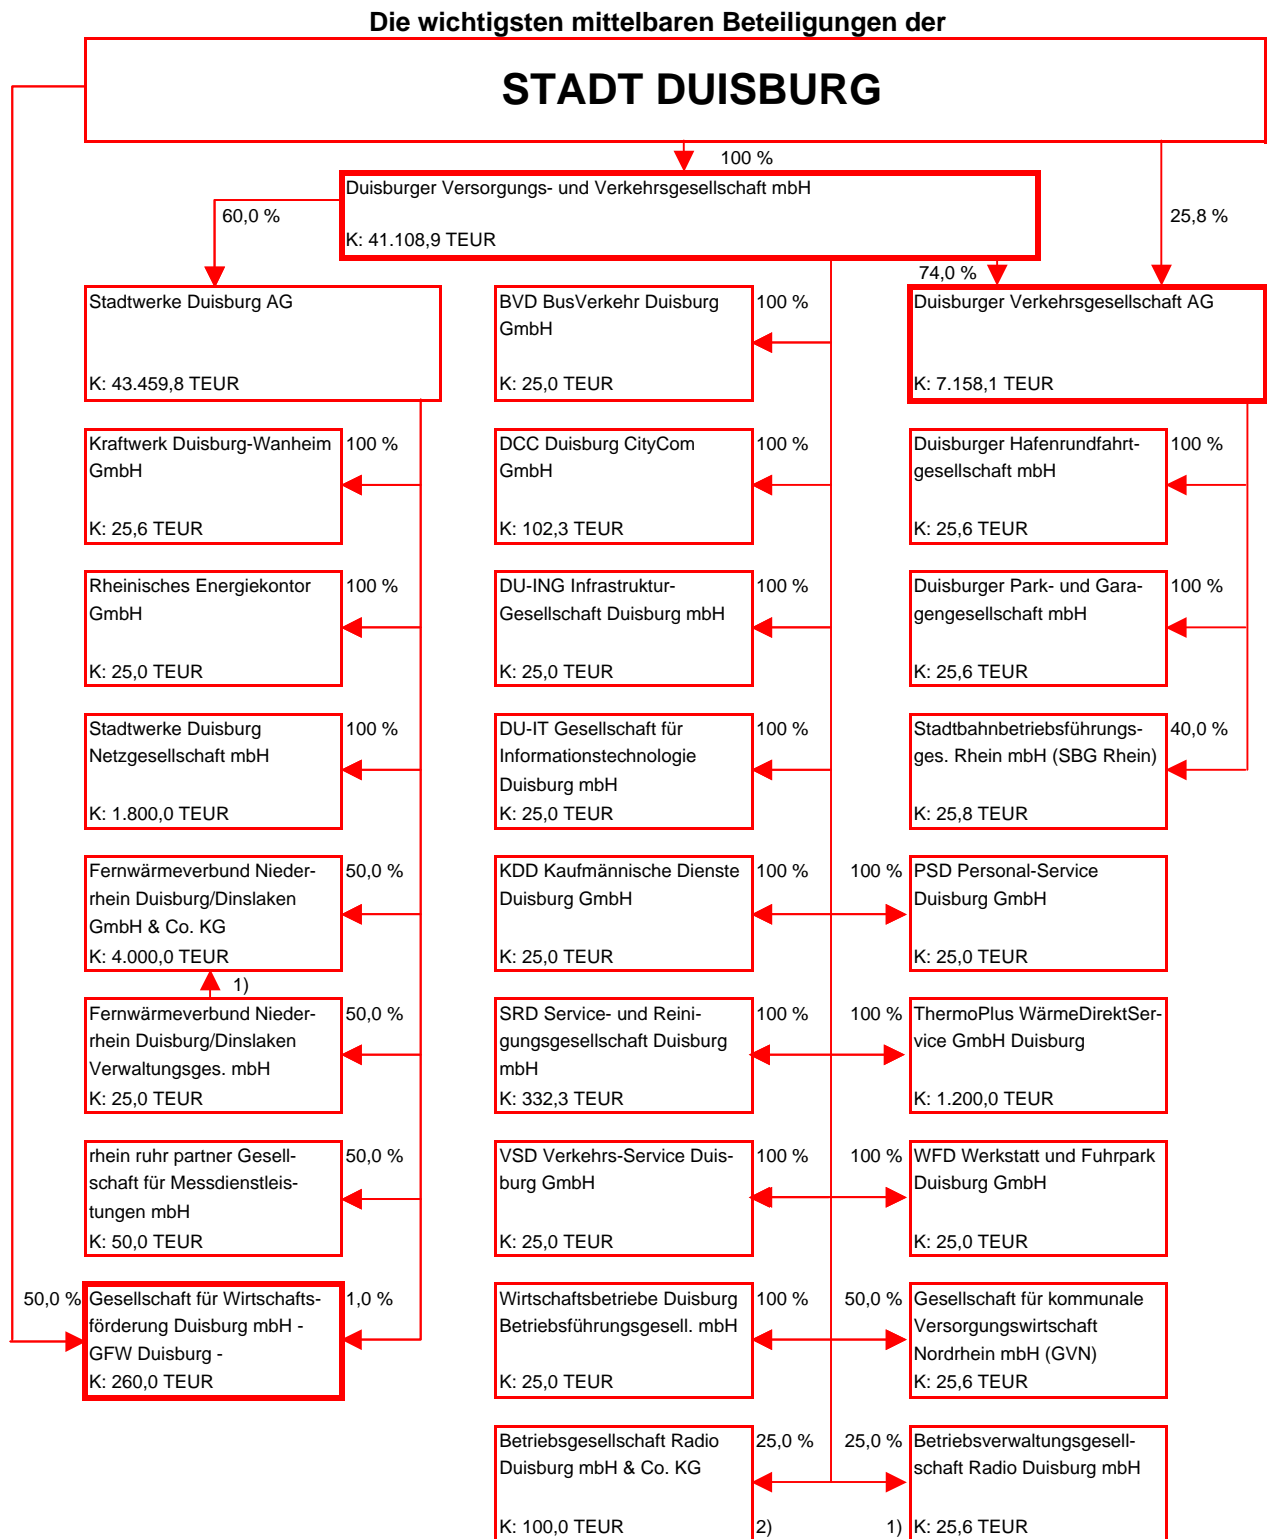 Die wichtigsten mittelbaren Beteiligungen der
STADT DUISBURG
100 %
Duisburger Versorgungs- und Verkehrsgesellschaft mbH
K: 41.108,9 TEUR
60,0 %
25,8 %
74,0 %
Stadtwerke Duisburg AG
K: 43.459,8 TEUR
BVD BusVerkehr Duisburg
GmbH
K: 25,0 TEUR
100 %
Duisburger Verkehrsgesellschaft AG
K: 7.158,1 TEUR
Kraftwerk Duisburg-Wanheim
GmbH
K: 25,6 TEUR
100 %
DCC Duisburg CityCom
GmbH
K: 102,3 TEUR
100 %
Duisburger Hafenrundfahrt-
gesellschaft mbH
K: 25,6 TEUR
100 %
Rheinisches Energiekontor
GmbH
K: 25,0 TEUR
100 %
DU-ING Infrastruktur-
Gesellschaft Duisburg mbH
K: 25,0 TEUR
100 %
Duisburger Park- und Gara-
gengesellschaft mbH
K: 25,6 TEUR
100 %
Stadtwerke Duisburg
Netzgesellschaft mbH
K: 1.800,0 TEUR
100 %
DU-IT Gesellschaft für
Informationstechnologie
Duisburg mbH
K: 25,0 TEUR
100 %
Stadtbahnbetriebsführungs-
ges. Rhein mbH (SBG Rhein)
K: 25,8 TEUR
40,0 %
Fernwärmeverbund Nieder-
rhein Duisburg/Dinslaken
GmbH & Co. KG
K: 4.000,0 TEUR
50,0 %
KDD Kaufmännische Dienste
Duisburg GmbH
K: 25,0 TEUR
100 %
100 %
PSD Personal-Service
Duisburg GmbH
K: 25,0 TEUR
1)
Fernwärmeverbund Nieder-
rhein Duisburg/Dinslaken
Verwaltungsges. mbH
K: 25,0 TEUR
50,0 %
SRD Service- und Reini-
gungsgesellschaft Duisburg
mbH
K: 332,3 TEUR
100 %
100 %
ThermoPlus WärmeDirektSer-
vice GmbH Duisburg
K: 1.200,0 TEUR
rhein ruhr partner Gesell-
schaft für Messdienstleis-
tungen mbH
K: 50,0 TEUR
50,0 %
VSD Verkehrs-Service Duis-
burg GmbH
K: 25,0 TEUR
100 %
100 %
WFD Werkstatt und Fuhrpark
Duisburg GmbH
K: 25,0 TEUR
50,0 %
Gesellschaft für Wirtschafts-
förderung Duisburg mbH -
GFW Duisburg -
K: 260,0 TEUR
1,0 %
Wirtschaftsbetriebe Duisburg
Betriebsführungsgesell. mbH
K: 25,0 TEUR
100 %
50,0 %
Gesellschaft für kommunale
Versorgungswirtschaft
Nordrhein mbH (GVN)
K: 25,6 TEUR
Betriebsgesellschaft Radio
Duisburg mbH & Co. KG
K: 100,0 TEUR
25,0 %
2)
25,0 %
1)
Betriebsverwaltungsgesell-
schaft Radio Duisburg mbH
K: 25,6 TEUR